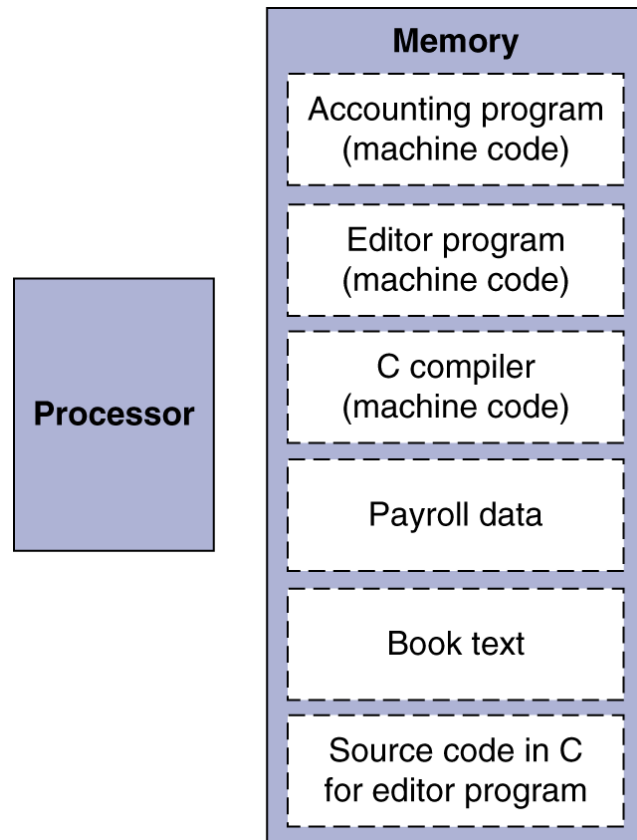 Memory
Accounting program
(machine code)
Editor program
(machine code)
C compiler
(machine code)
Processor
Payroll data
Book text
Source code in C
for editor program